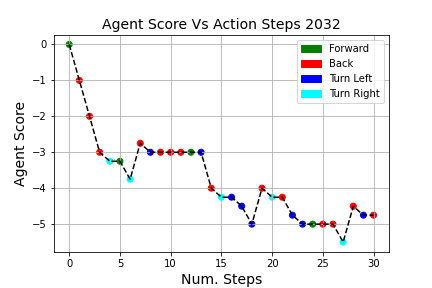 Agent Score Vs Action Steps 2032
Forward
Back
Turn Left
Turn Right
Agent Score
0
−1
−2
−3
−4
−5
0 5 10 15 20 25 30
Num. Steps